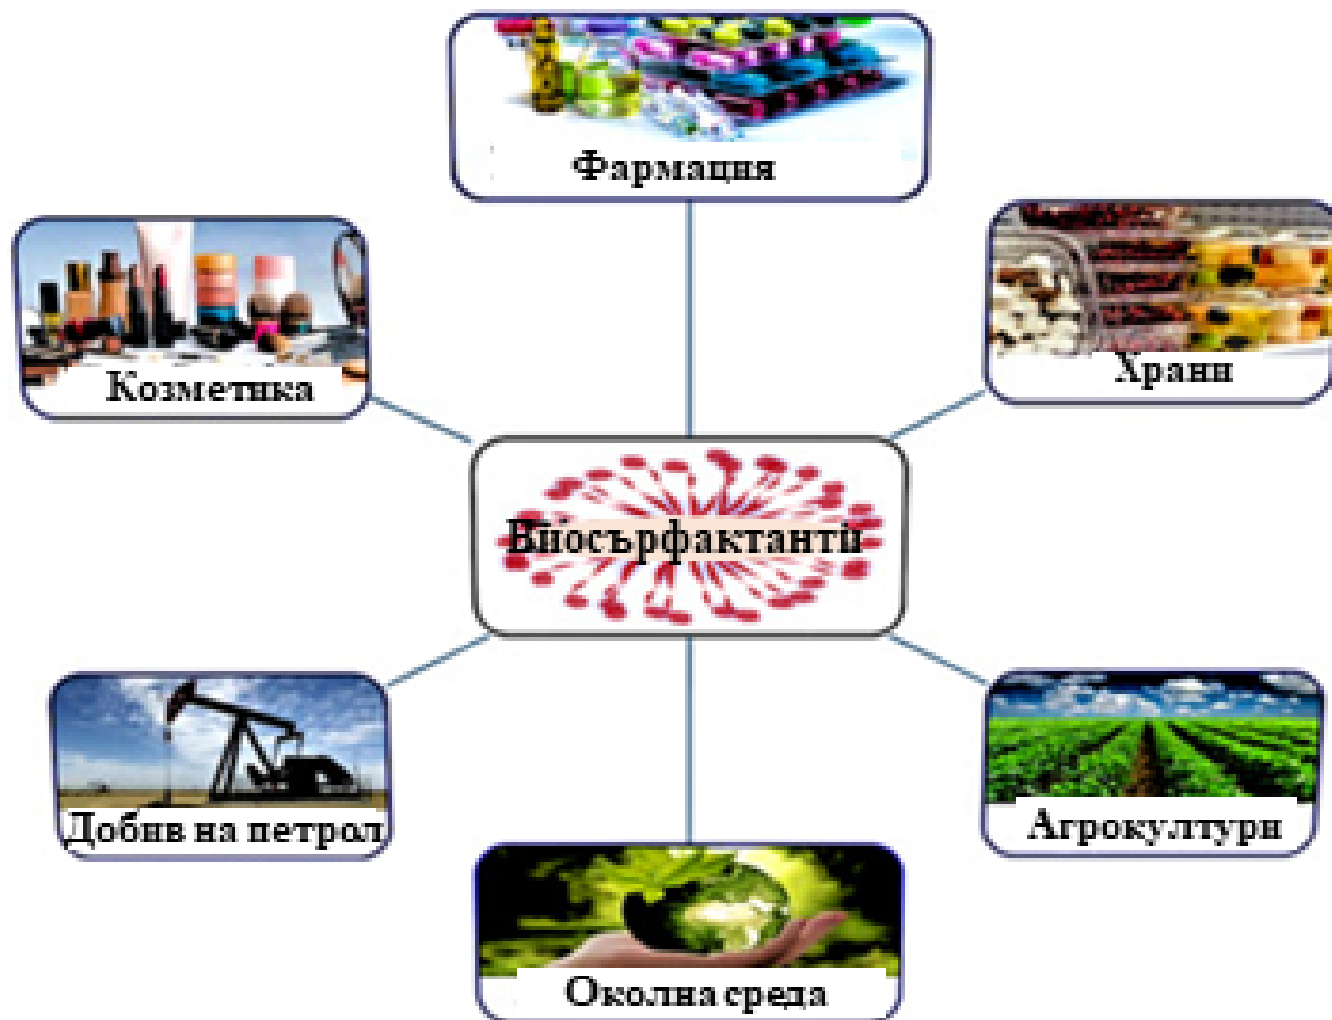 Фармация
Козметика
Храни
Биосърфактанти
Добив на петрол
Агрокултури
Околна среда